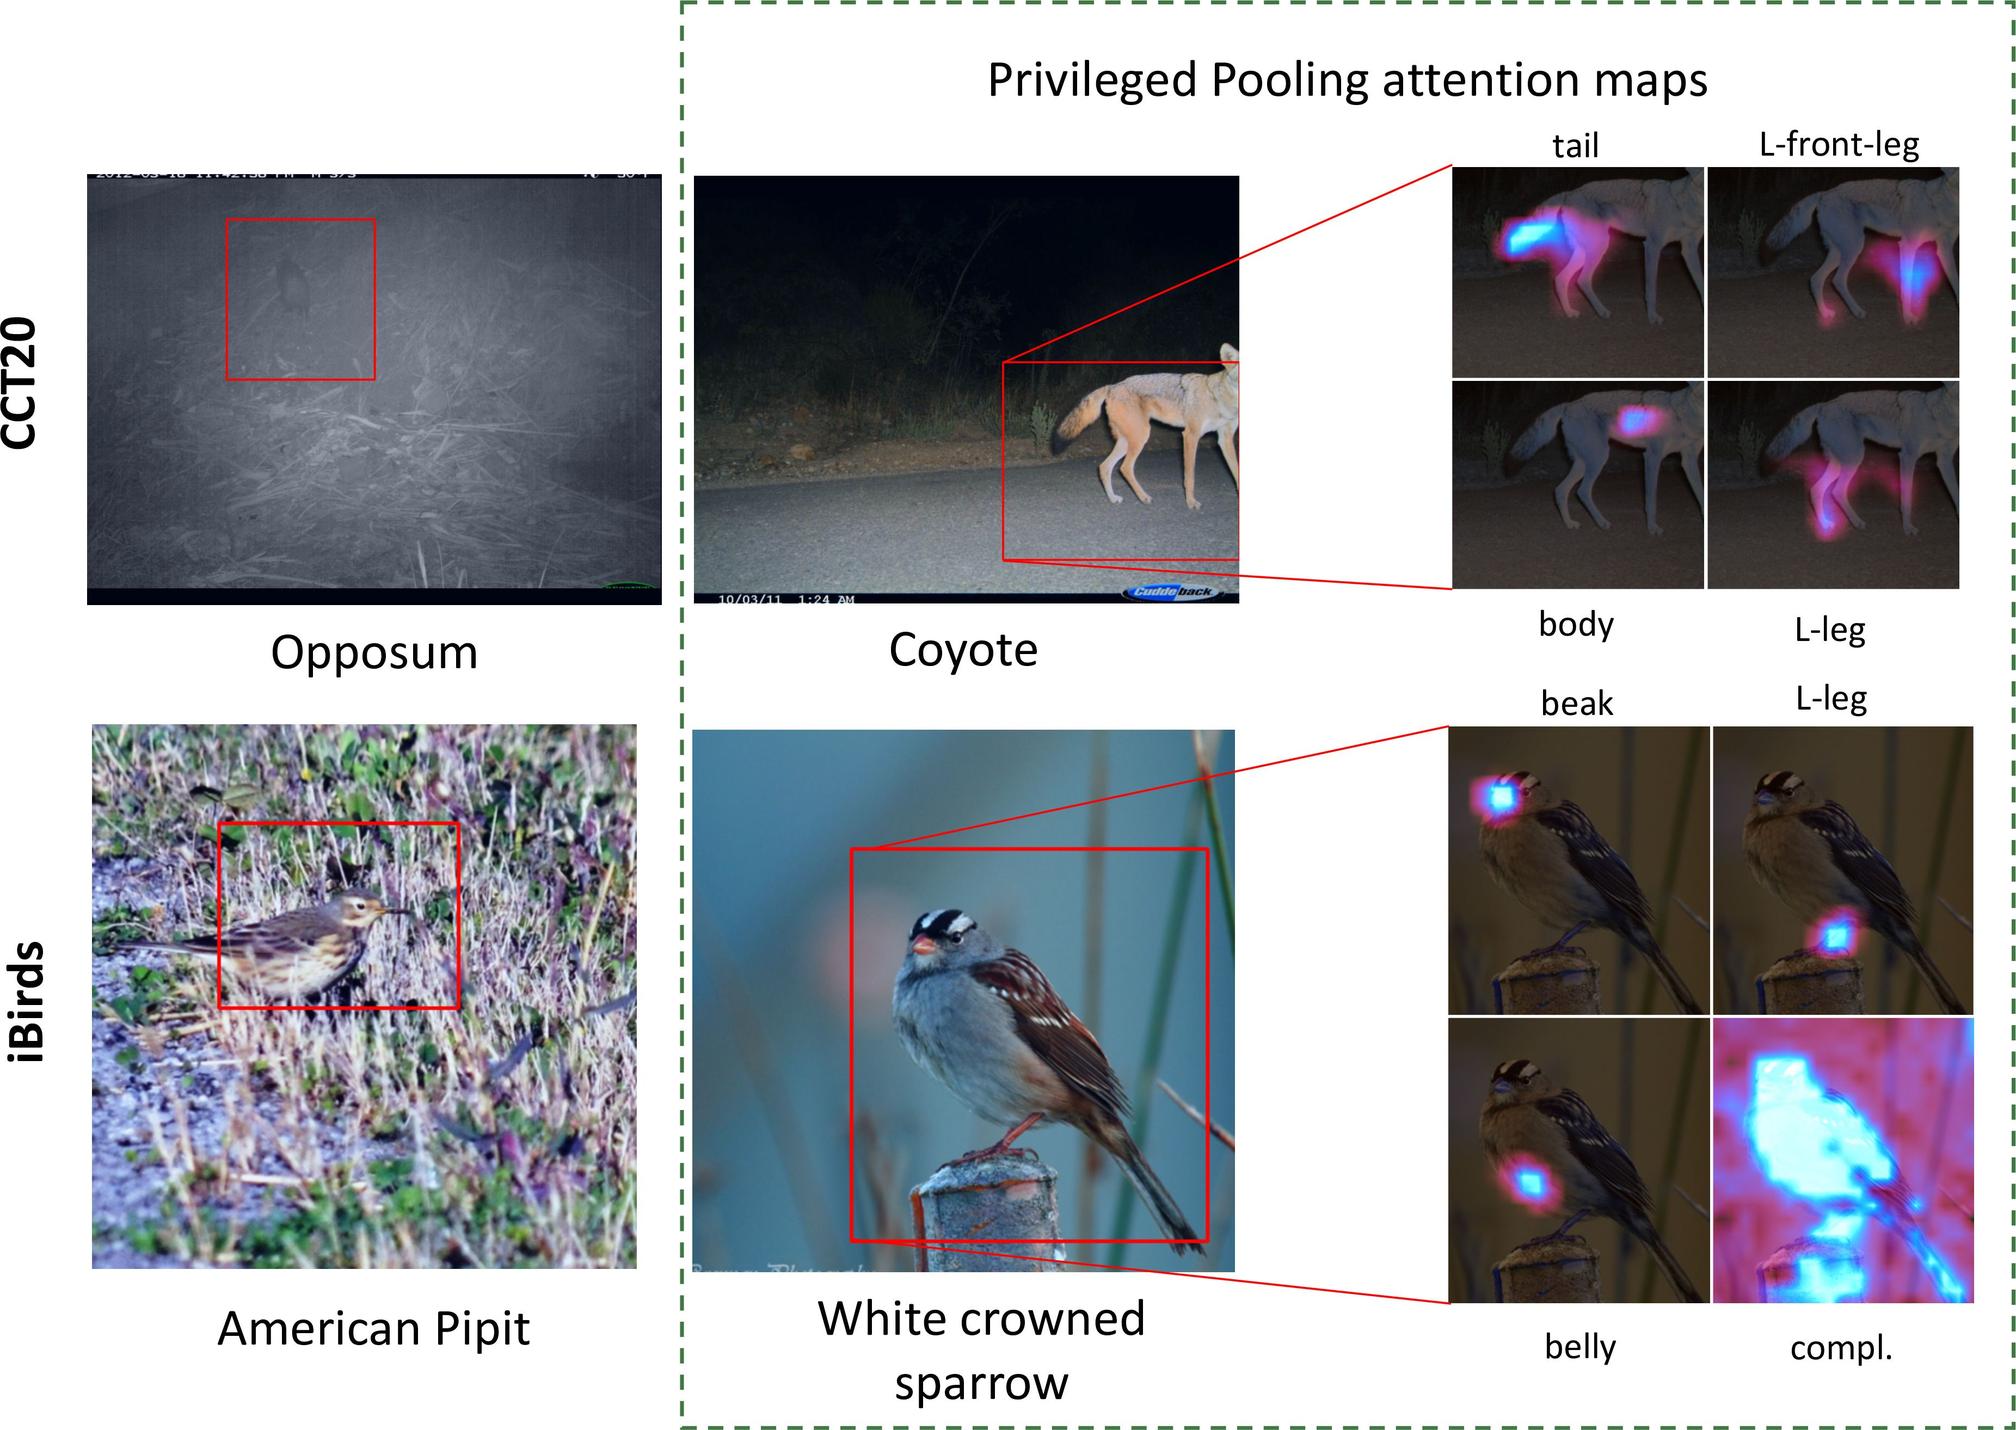 Privileged Pooling attention maps
tail
L-front-leg
CCT20
10/03/11 1:24 AM
Cuddeback
body
L-leg
Opposum
Coyote
beak
L-leg
iBirds
American Pipit
White crowned
sparrow
belly
compl.